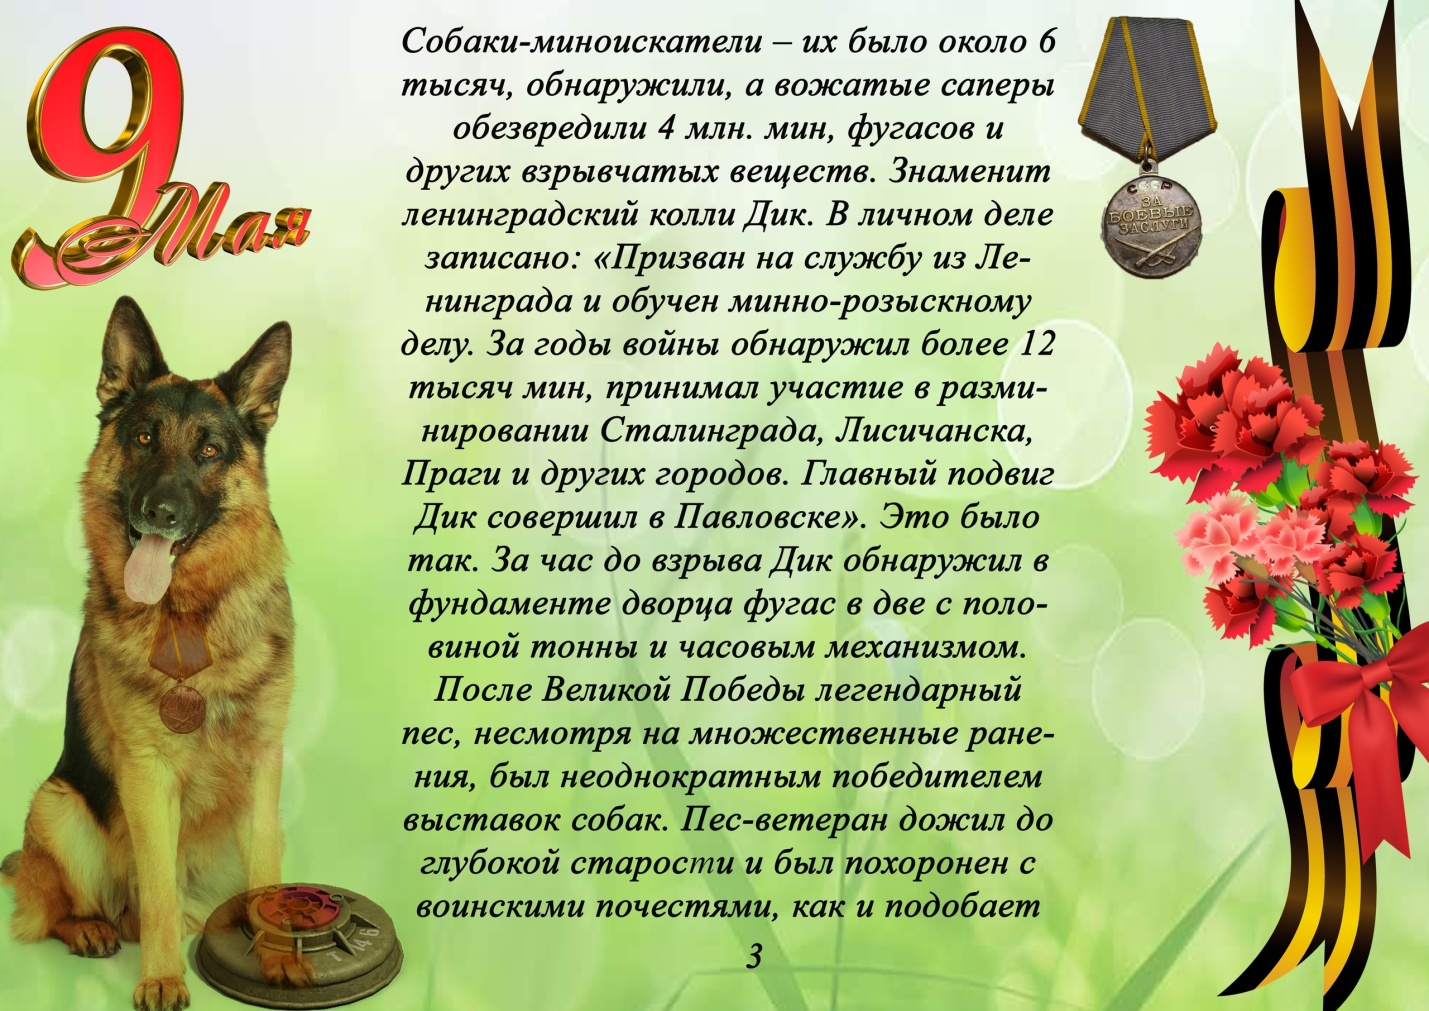 9 Мая
Собаки-миноискатели – их было около 6
тысяч, обнаружили, а вожатые саперы
обезвредили 4 млн. мин, фугасов и
других взрывчатых веществ. Знаменит
ленинградский колли Дик. В личном деле
записано: «Призван на службу из Ле-
нинграда и обучен минно-розыскному
делу. За годы войны обнаружил более 12
тысяч мин, принимал участие в разми-
нировании Сталинграда, Лисичанска,
Праги и других городов. Главный подвиг
Дик совершил в Павловске». Это было
так. За час до взрыва Дик обнаружил в
фундаменте дворца фугас в две с поло-
виной тонны и часовым механизмом.
После Великой Победы легендарный
пес, несмотря на множественные ране-
ния, был неоднократным победителем
выставок собак. Пес-ветеран дожил до
глубокой старости и был похоронен с
воинскими почестями, как и подобает
3
СССР
ЗА
БОЕВЫЕ
ЗАСЛУГИ